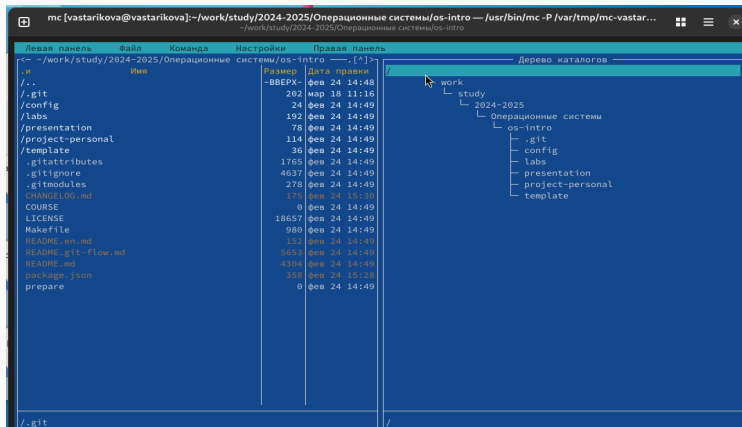 mc [vastarikova@vastarikova]:~/work/study/2024-2025/Операционные системы/os-intro — /usr/bin/mc -P /var/tmp/mc-vastar...
~/work/study/2024-2025/Операционные системы/os-intro
Левая панель Файл Команда Настройки Правая панель
<— ~/work/study/2024-2025/Операционные системы/os-intro —.[^]>
.и Имя Размер Дата правки
/.. -ВВЕРХ- фев 24 14:48
/.git 202 мар 18 11:16
/config 24 фев 24 14:49
/labs 192 фев 24 14:49
/presentation 78 фев 24 14:49
/project-personal 114 фев 24 14:49
/template 36 фев 24 14:49
.gitattributes 1765 фев 24 14:49
.gitignore 4637 фев 24 14:49
.gitmodules 278 фев 24 14:49
CHANGELOG.md 175 фев 24 15:30
COURSE 0 фев 24 14:49
LICENSE 18657 фев 24 14:49
Makefile 980 фев 24 14:49
README.en.md 152 фев 24 14:49
README.git-flow.md 5653 фев 24 14:49
README.md 4304 фев 24 14:49
package.json 358 фев 24 15:28
prepare 0 фев 24 14:49
/.git
Дерево каталогов
/
work
study
2024-2025
Операционные системы
os-intro
.git
config
labs
presentation
project-personal
template
/